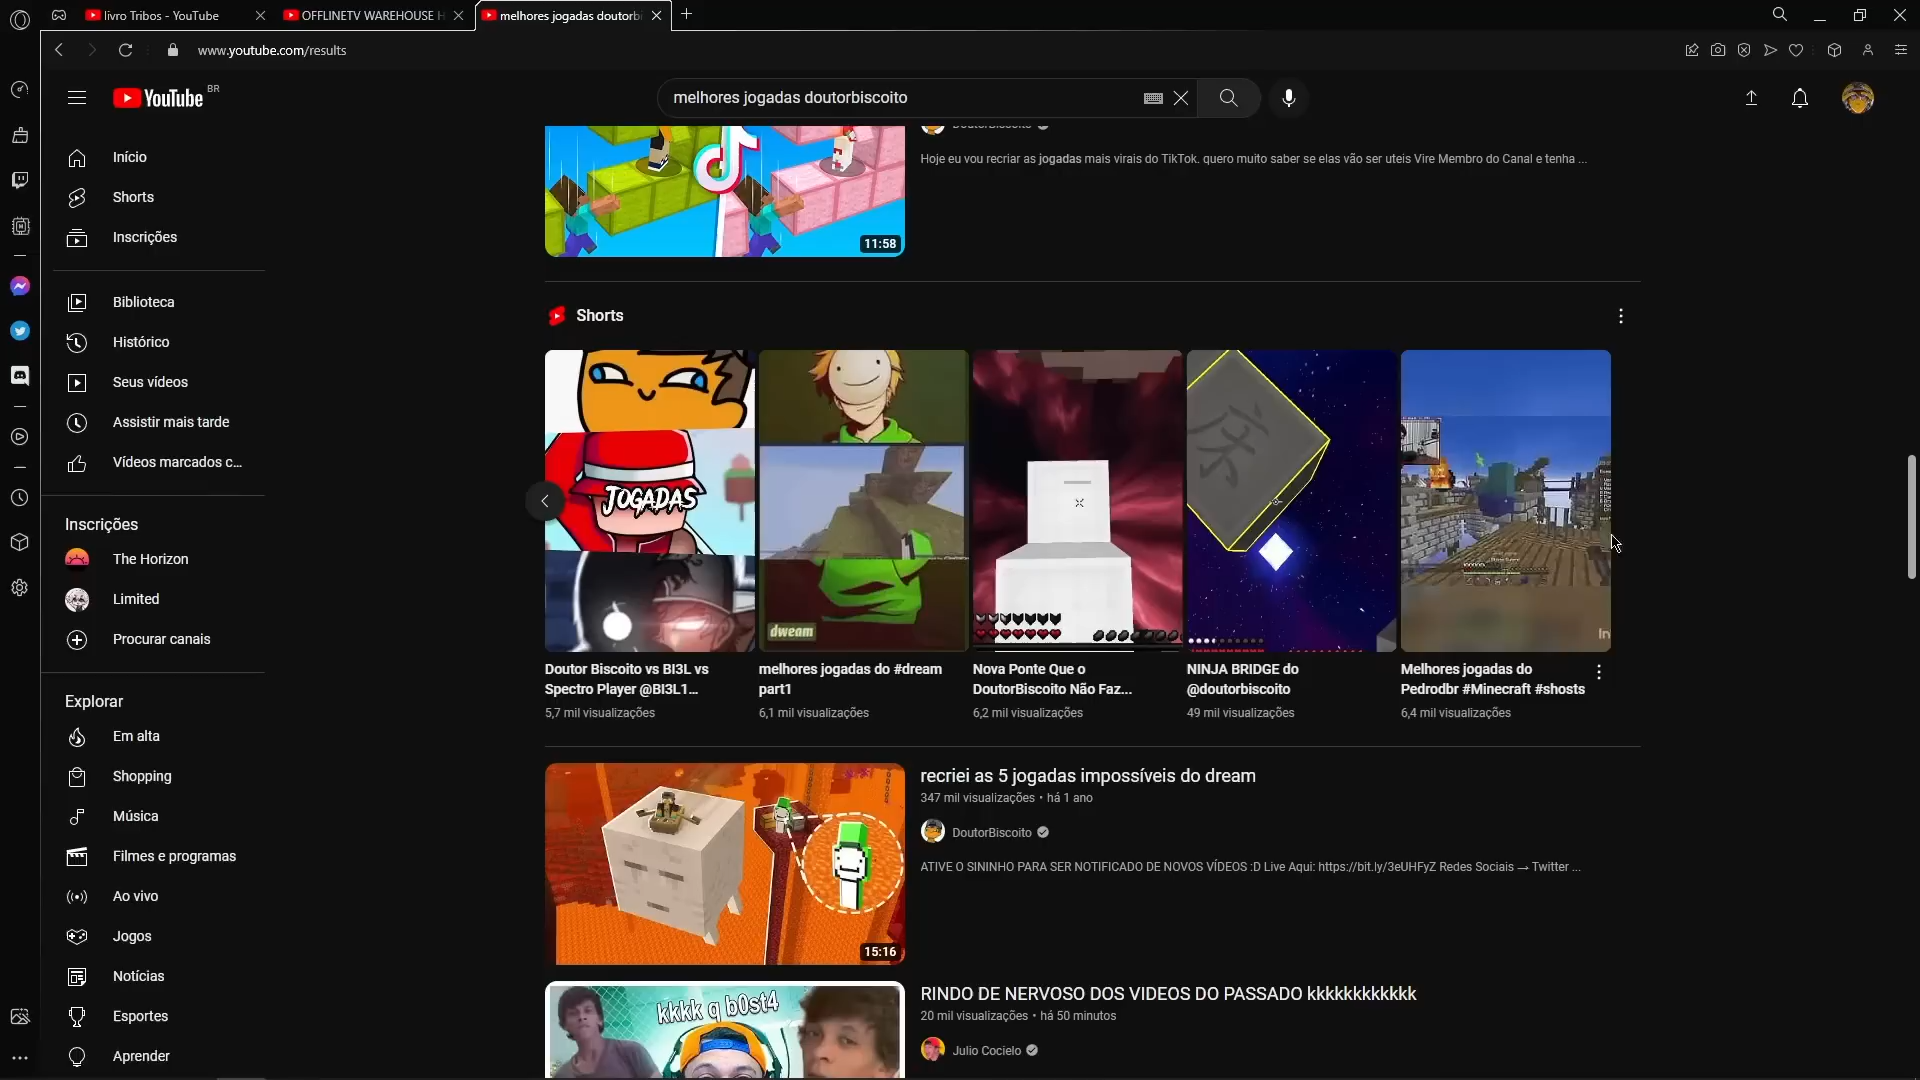 livro Tribos - YouTube
OFFLINETV WAREHOUSE H
melhores jogadas doutorbi
www.youtube.com/results
YouTube BR
melhores jogadas doutorbiscoito
Início
Shorts
Inscrições
Biblioteca
Histórico
Seus vídeos
Assistir mais tarde
Vídeos marcados c...
Inscrições
The Horizon
Limited
Procurar canais
Explorar
Em alta
Shopping
Música
Filmes e programas
Ao vivo
Jogos
Notícias
Esportes
Aprender
DoutorBiscoito
Hoje eu vou recriar as jogadas mais virais do TikTok. quero muito saber se elas vão ser uteis Vire Membro do Canal e tenha ...
11:58
Shorts
JOGADAS
dweam
床
In
Doutor Biscoito vs BI3L vs
Spectro Player @BI3L1...
5,7 mil visualizações
melhores jogadas do #dream
part1
6,1 mil visualizações
Nova Ponte Que o
DoutorBiscoito Não Faz...
6,2 mil visualizações
NINJA BRIDGE do
@doutorbiscoito
49 mil visualizações
Melhores jogadas do
Pedrodbr #Minecraft #shosts
6,4 mil visualizações
15:16
recriei as 5 jogadas impossíveis do dream
347 mil visualizações • há 1 ano
DoutorBiscoito
ATIVE O SININHO PARA SER NOTIFICADO DE NOVOS VÍDEOS :D Live Aqui: https://bit.ly/3eUHFyZ Redes Sociais → Twitter ...
kkkk q b0st4
RINDO DE NERVOSO DOS VIDEOS DO PASSADO kkkkkkkkkkkk
20 mil visualizações • há 50 minutos
Julio Cocielo